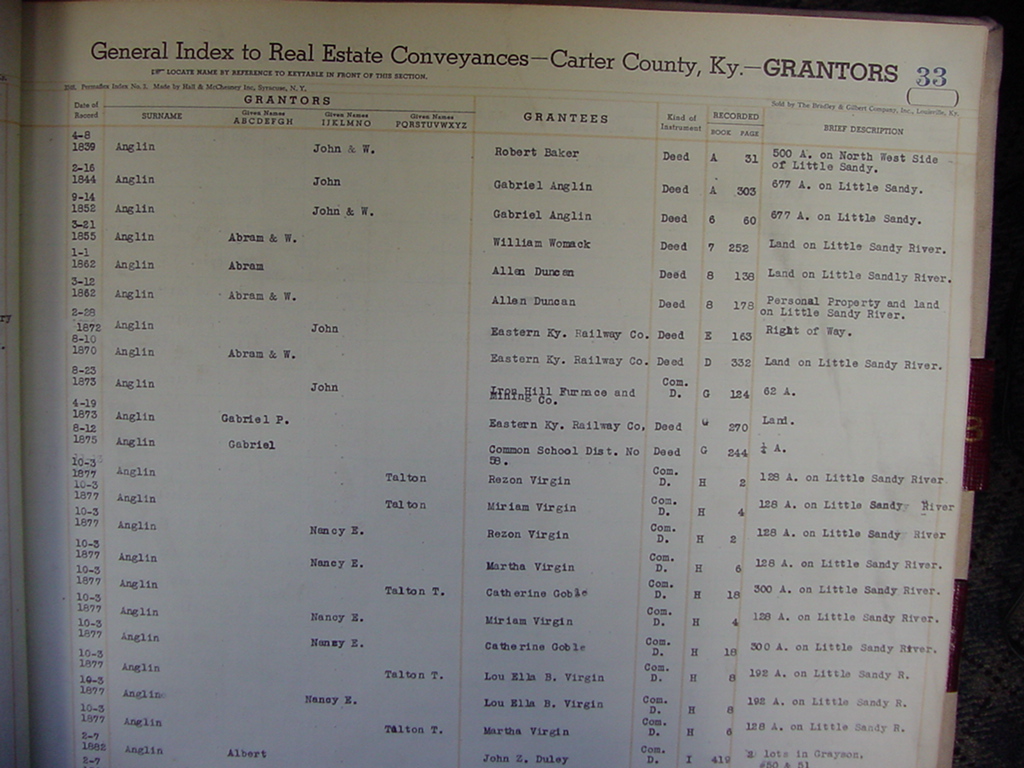 General Index to Real Estate Conveyances—Carter County, Ky.—GRANTORS 33
LOCATE NAME BY REFERENCE TO KEYTABLE IN FRONT OF THIS SECTION.
Permaflex Index No. 2. Made by Hall & McChesney Inc, Syracuse, N. Y. Sold by The Bradley & Gilbert Company, Inc., Louisville, Ky.
Date of Record GRANTORS SURNAME Given Names ABCDEFGH Given Names IJKLMNO Given Names PQRSTUVWXYZ GRANTEES Kind of Instrument RECORDED BOOK PAGE BRIEF DESCRIPTION
4-8
1839 Anglin John & W. Robert Baker Deed A 31 500 A. on North West Side
of Little Sandy.
2-16
1844 Anglin John Gabriel Anglin Deed A 303 677 A. on Little Sandy.
9-14
1852 Anglin John & W. Gabriel Anglin Deed 6 60 677 A. on Little Sandy.
3-21
1855 Anglin Abram & W. William Womack Deed 7 252 Land on Little Sandy River.
1-1
1862 Anglin Abram Allen Duncan Deed 8 138 Land on Little Sandly River.
3-12
1862 Anglin Abram & W. Allen Duncan Deed 8 178 Personal Property and land
on Little Sandy River.
2-28
1872 Anglin John Eastern Ky. Railway Co. Deed E 163 Right of Way.
8-10
1870 Anglin Abram & W. Eastern Ky. Railway Co. Deed D 332 Land on Little Sandy River.
8-23
1873 Anglin John Iron Hill Furnace and
Mining Co. Com.
D. G 124 62 A.
4-19
1873 Anglin Gabriel P. Eastern Ky. Railway Co. Deed G 270 Land.
8-12
1875 Anglin Gabriel Common School Dist. No
58. Deed G 244 ¼ A.
10-3
1877 Anglin Talton Rezon Virgin Com.
D. H 2 128 A. on Little Sandy River
10-3
1877 Anglin Talton Miriam Virgin Com.
D. H 4 128 A. on Little Sandy River
10-3
1877 Anglin Nancy E. Rezon Virgin Com.
D. H 2 128 A. on Little Sandy River
10-3
1877 Anglin Nancy E. Martha Virgin Com.
D. H 6 128 A. on Little Sandy River.
10-3
1877 Anglin Talton T. Catherine Goble Com.
D. H 18 300 A. on Little Sandy River.
10-3
1877 Anglin Nancy E. Miriam Virgin Com.
D. H 4 128 A. on Little Sandy River.
10-3
1877 Anglin Nancy E. Catherine Goble Com.
D. H 18 300 A. on Little Sandy River.
10-3
1877 Anglin Talton T. Lou Ella B. Virgin Com.
D. H 8 192 A. on Little Sandy R.
10-3
1877 Anglin Nancy E. Lou Ella B. Virgin Com.
D. H 8 192 A. on Little Sandy R.
10-3
1877 Anglin Talton T. Martha Virgin Com.
D. H 6 128 A. on Little Sandy R.
2-7
1882 Anglin Albert John Z. Duley Com.
D. I 419 2 lots in Grayson,
#50 & 51
2-7